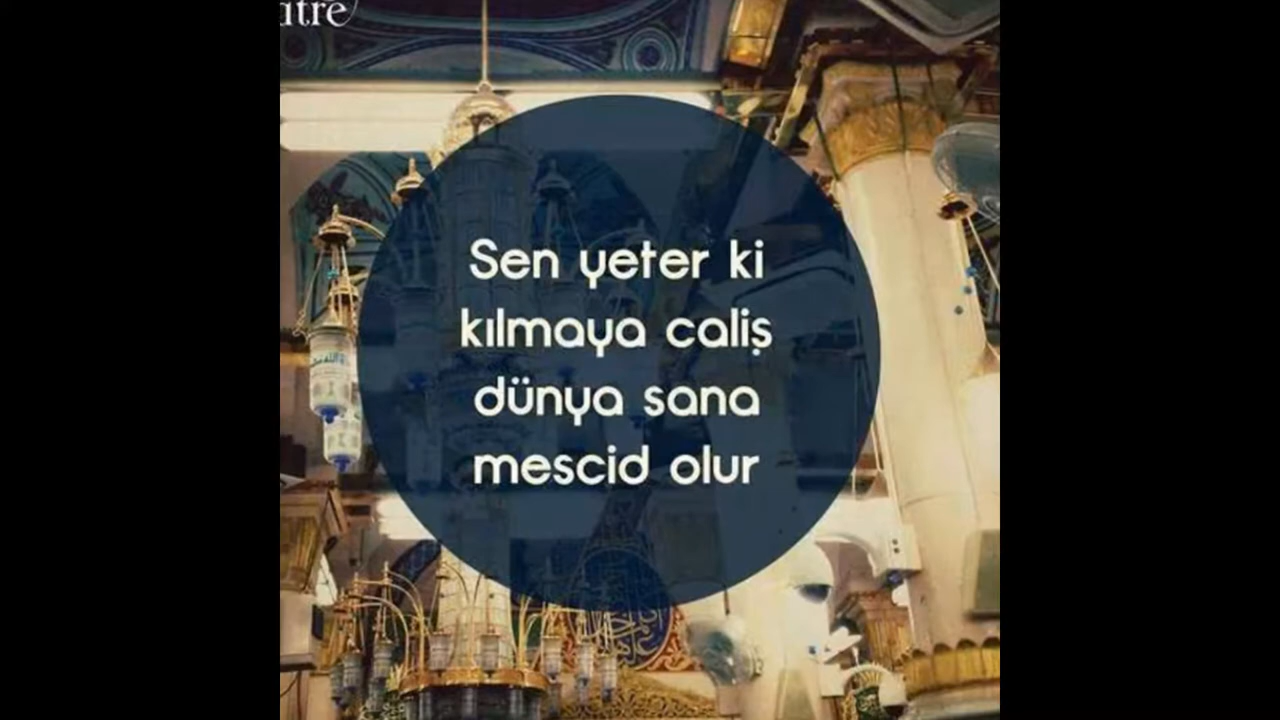 Sen yeter ki
kılmaya caliş
dünya sana
mescid olur